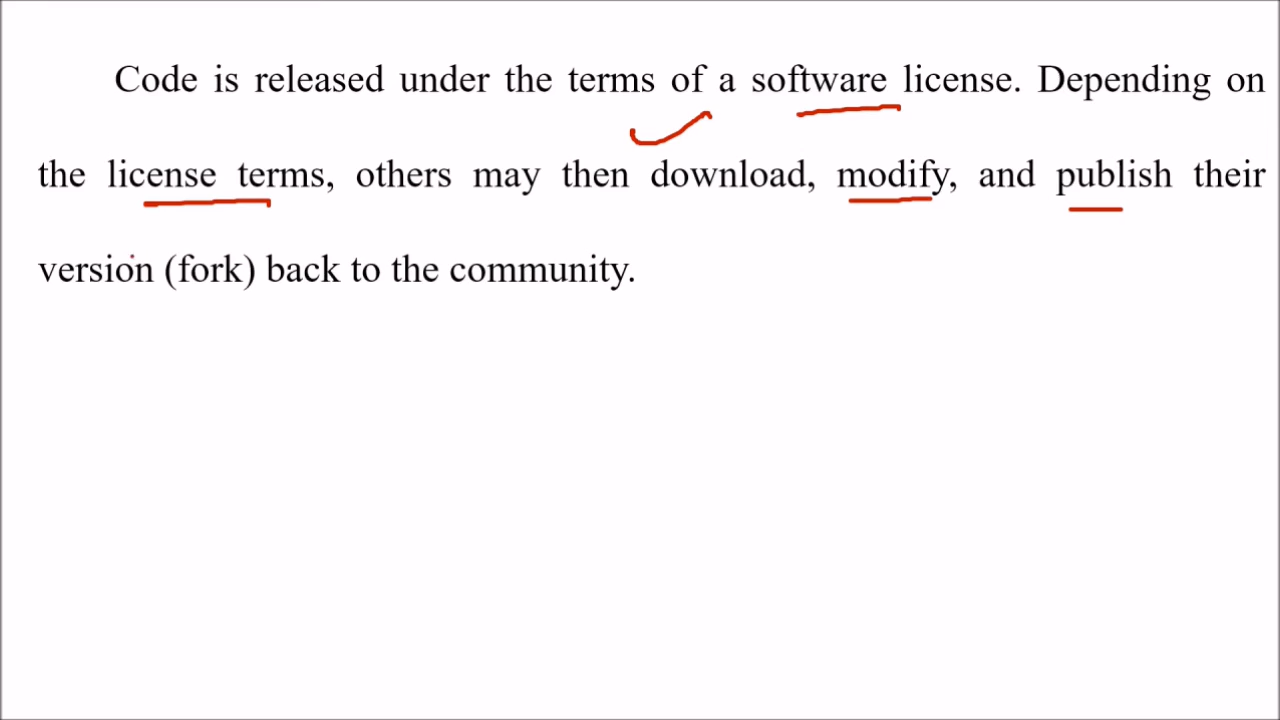 Code is released under the terms of a software license. Depending on
the license terms, others may then download, modify, and publish their
version (fork) back to the community.